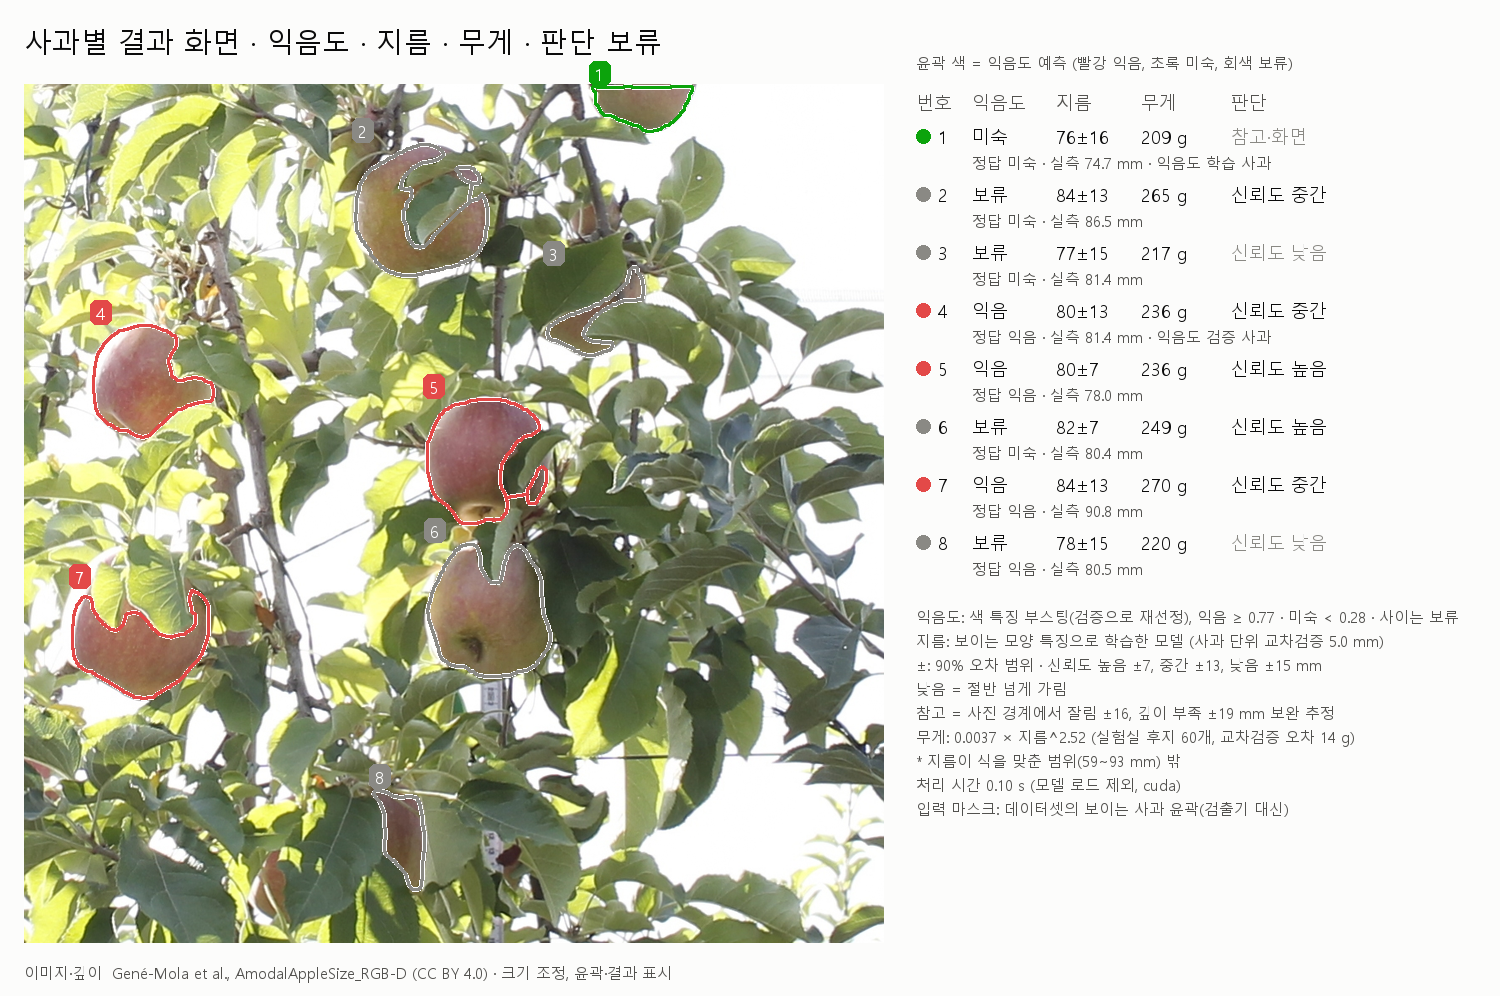 사과별 결과 화면 · 익음도 · 지름 · 무게 · 판단 보류
윤곽 색 = 익음도 예측 (빨강 익음, 초록 미숙, 회색 보류)
번호 익음도 지름 무게 판단
1 미숙 76±16 209 g 참고·화면
정답 미숙 · 실측 74.7 mm · 익음도 학습 사과
2 보류 84±13 265 g 신뢰도 중간
정답 미숙 · 실측 86.5 mm
3 보류 77±15 217 g 신뢰도 낮음
정답 미숙 · 실측 81.4 mm
4 익음 80±13 236 g 신뢰도 중간
정답 익음 · 실측 81.4 mm · 익음도 검증 사과
5 익음 80±7 236 g 신뢰도 높음
정답 익음 · 실측 78.0 mm
6 보류 82±7 249 g 신뢰도 높음
정답 미숙 · 실측 80.4 mm
7 익음 84±13 270 g 신뢰도 중간
정답 익음 · 실측 90.8 mm
8 보류 78±15 220 g 신뢰도 낮음
정답 익음 · 실측 80.5 mm
익음도: 색 특징 부스팅(검증으로 재선정), 익음 ≥ 0.77 · 미숙 < 0.28 · 사이는 보류
지름: 보이는 모양 특징으로 학습한 모델 (사과 단위 교차검증 5.0 mm)
±: 90% 오차 범위 · 신뢰도 높음 ±7, 중간 ±13, 낮음 ±15 mm
낮음 = 절반 넘게 가림
참고 = 사진 경계에서 잘림 ±16, 깊이 부족 ±19 mm 보완 추정
무게: 0.0037 × 지름^2.52 (실험실 후지 60개, 교차검증 오차 14 g)
* 지름이 식을 맞춘 범위(59~93 mm) 밖
처리 시간 0.10 s (모델 로드 제외, cuda)
입력 마스크: 데이터셋의 보이는 사과 윤곽(검출기 대신)
1
2
3
4
5
6
7
8
이미지·깊이 Gené-Mola et al., AmodalAppleSize_RGB-D (CC BY 4.0) · 크기 조정, 윤곽·결과 표시